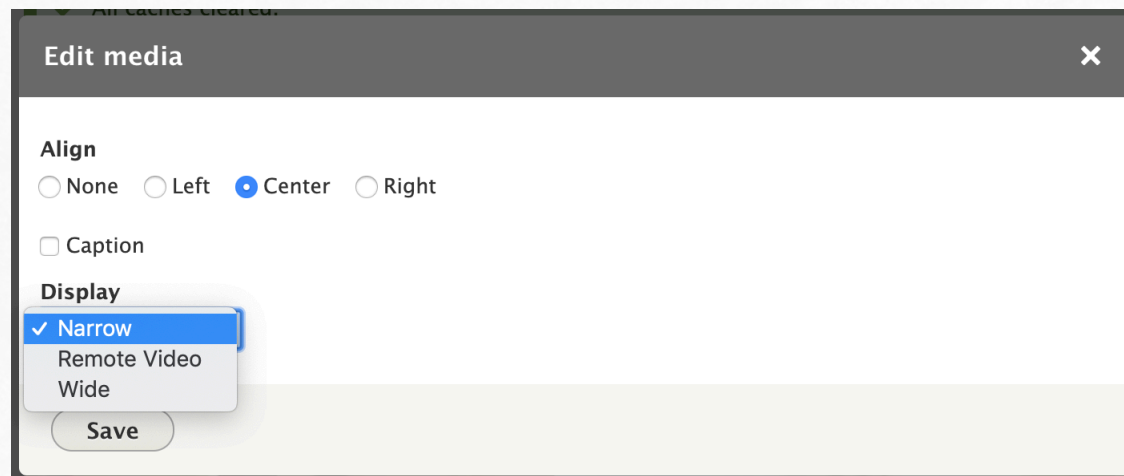 All caches cleared.
Edit media
Align
None Left Center Right
Caption
Display
Narrow
Remote Video
Wide
Save